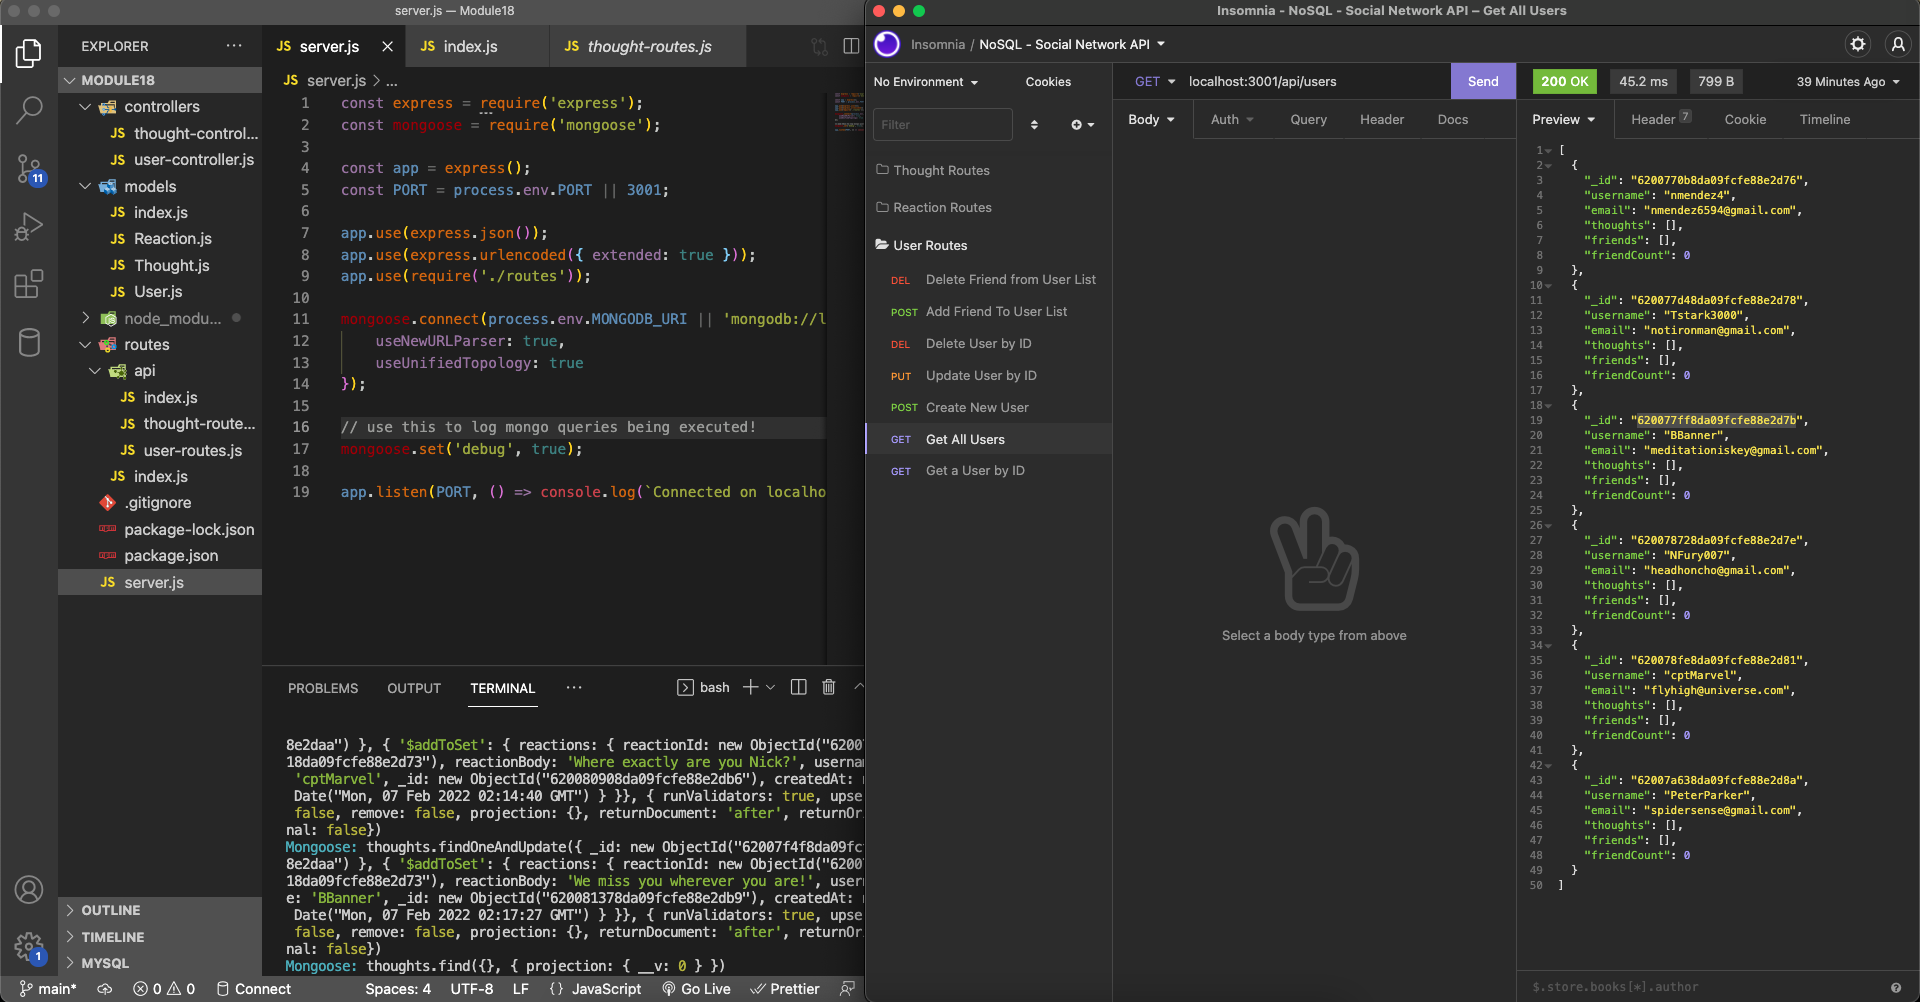 server.js — Module18
EXPLORER
MODULE18
controllers
thought-control...
user-controller.js
models
index.js
Reaction.js
Thought.js
User.js
node_modu...
routes
api
index.js
thought-route...
user-routes.js
index.js
.gitignore
package-lock.json
package.json
server.js
OUTLINE
TIMELINE
MYSQL
11
1
JS server.js
JS index.js
JS thought-routes.js
JS server.js > ...
1 const express = require('express');
2 const mongoose = require('mongoose');
3
4 const app = express();
5 const PORT = process.env.PORT || 3001;
6
7 app.use(express.json());
8 app.use(express.urlencoded({ extended: true }));
9 app.use(require('./routes'));
10
11 mongoose.connect(process.env.MONGODB_URI || 'mongodb://l
12 useNewURLParser: true,
13 useUnifiedTopology: true
14 });
15
16 // use this to log mongo queries being executed!
17 mongoose.set('debug', true);
18
19 app.listen(PORT, () => console.log(`Connected on localho
PROBLEMS OUTPUT TERMINAL ... bash
8e2daa") }, { '$addToSet': { reactions: { reactionId: new ObjectId("6200
18da09fcfe88e2d73"), reactionBody: 'Where exactly are you Nick?', userna
'cptMarvel', _id: new ObjectId("620080908da09fcfe88e2db6"), createdAt:
Date("Mon, 07 Feb 2022 02:14:40 GMT") } }}, { runValidators: true, upse
false, remove: false, projection: {}, returnDocument: 'after', returnOr
nal: false})
Mongoose: thoughts.findOneAndUpdate({ _id: new ObjectId("62007f4f8da09fc
8e2daa") }, { '$addToSet': { reactions: { reactionId: new ObjectId("6200
18da09fcfe88e2d73"), reactionBody: 'We miss you wherever you are!', user
e: 'BBanner', _id: new ObjectId("620081378da09fcfe88e2db9"), createdAt:
Date("Mon, 07 Feb 2022 02:17:27 GMT") } }}, { runValidators: true, upse
false, remove: false, projection: {}, returnDocument: 'after', returnOr
nal: false})
Mongoose: thoughts.find({}, { projection: { __v: 0 } })
main* 0 0 Connect Spaces: 4 UTF-8 LF {} JavaScript Go Live Prettier
Insomnia - NoSQL - Social Network API – Get All Users
Insomnia / NoSQL - Social Network API
No Environment Cookies
Filter
Thought Routes
Reaction Routes
User Routes
DEL Delete Friend from User List
POST Add Friend To User List
DEL Delete User by ID
PUT Update User by ID
POST Create New User
GET Get All Users
GET Get a User by ID
GET localhost:3001/api/users Send
Body Auth Query Header Docs
Select a body type from above
200 OK 45.2 ms 799 B 39 Minutes Ago
Preview Header 7 Cookie Timeline
1 [
2 {
3 "_id": "6200770b8da09fcfe88e2d76",
4 "username": "nmendez4",
5 "email": "nmendez6594@gmail.com",
6 "thoughts": [],
7 "friends": [],
8 "friendCount": 0
9 },
10 {
11 "_id": "620077d48da09fcfe88e2d78",
12 "username": "Tstark3000",
13 "email": "notironman@gmail.com",
14 "thoughts": [],
15 "friends": [],
16 "friendCount": 0
17 },
18 {
19 "_id": "620077ff8da09fcfe88e2d7b",
20 "username": "BBanner",
21 "email": "meditationiskey@gmail.com",
22 "thoughts": [],
23 "friends": [],
24 "friendCount": 0
25 },
26 {
27 "_id": "620078728da09fcfe88e2d7e",
28 "username": "NFury007",
29 "email": "headhoncho@gmail.com",
30 "thoughts": [],
31 "friends": [],
32 "friendCount": 0
33 },
34 {
35 "_id": "620078fe8da09fcfe88e2d81",
36 "username": "cptMarvel",
37 "email": "flyhigh@universe.com",
38 "thoughts": [],
39 "friends": [],
40 "friendCount": 0
41 },
42 {
43 "_id": "62007a638da09fcfe88e2d8a",
44 "username": "PeterParker",
45 "email": "spidersense@gmail.com",
46 "thoughts": [],
47 "friends": [],
48 "friendCount": 0
49 }
50 ]
$.store.books[*].author